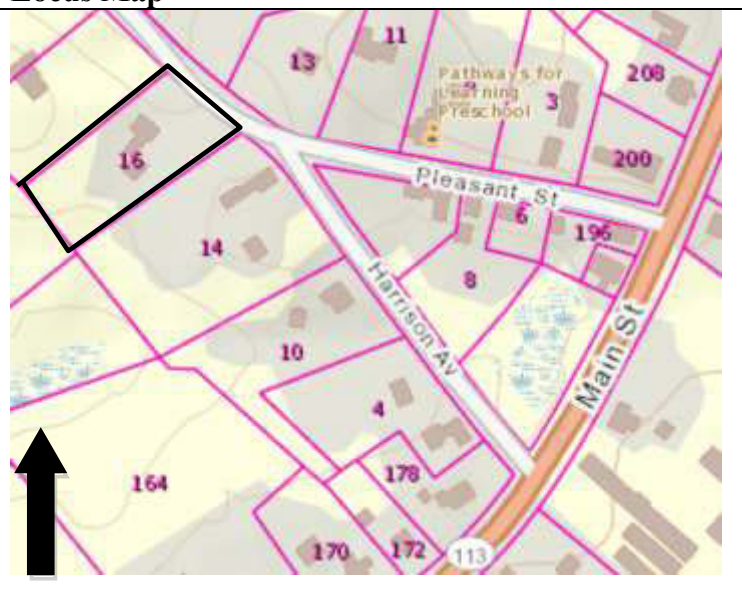 Locus Map
11
13
208
Pathways for
Learning
Preschool
3
200
16
Pleasant St
6
196
14
8
Harrison Av
10
Main St
4
178
164
170
172
113